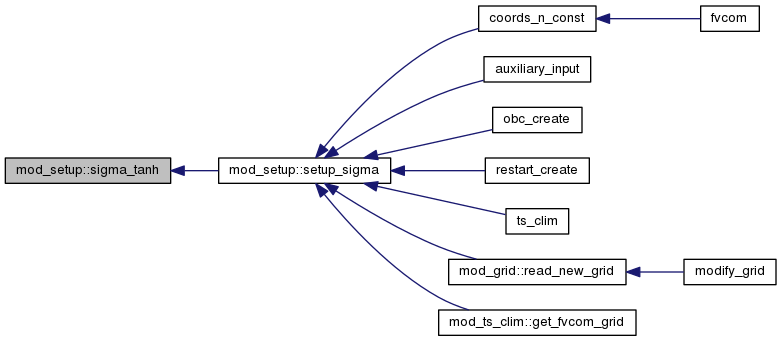 coords_n_const
fvcom
auxiliary_input
obc_create
mod_setup::sigma_tanh
mod_setup::setup_sigma
restart_create
ts_clim
mod_grid::read_new_grid
modify_grid
mod_ts_clim::get_fvcom_grid